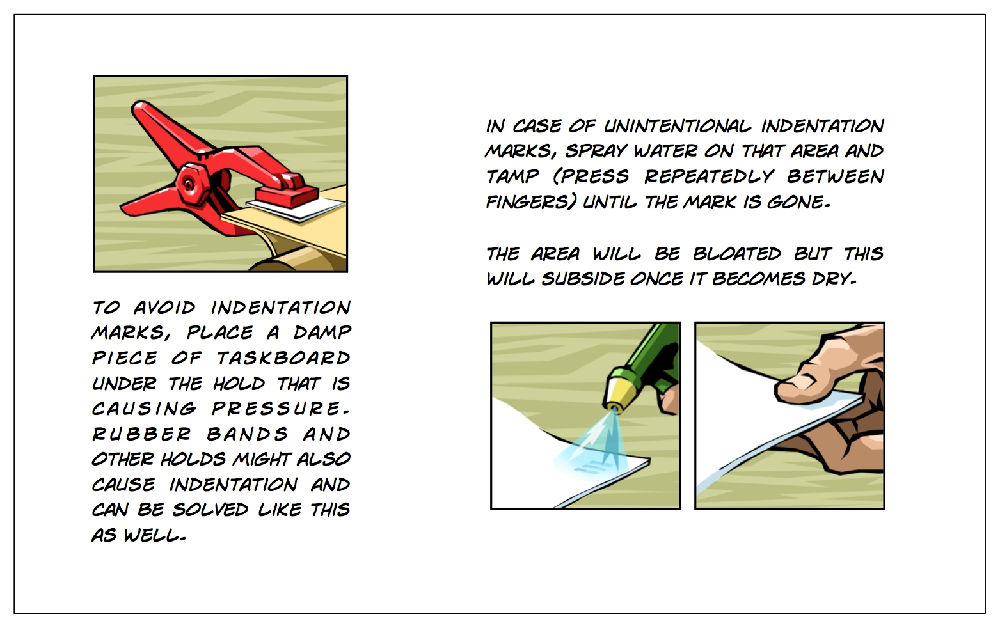 TO AVOID INDENTATION
MARKS, PLACE A DAMP
PIECE OF TASKBOARD
UNDER THE HOLD THAT IS
CAUSING PRESSURE.
RUBBER BANDS AND
OTHER HOLDS MIGHT ALSO
CAUSE INDENTATION AND
CAN BE SOLVED LIKE THIS
AS WELL.
IN CASE OF UNINTENTIONAL INDENTATION
MARKS, SPRAY WATER ON THAT AREA AND
TAMP (PRESS REPEATEDLY BETWEEN
FINGERS) UNTIL THE MARK IS GONE.
THE AREA WILL BE BLOATED BUT THIS
WILL SUBSIDE ONCE IT BECOMES DRY.